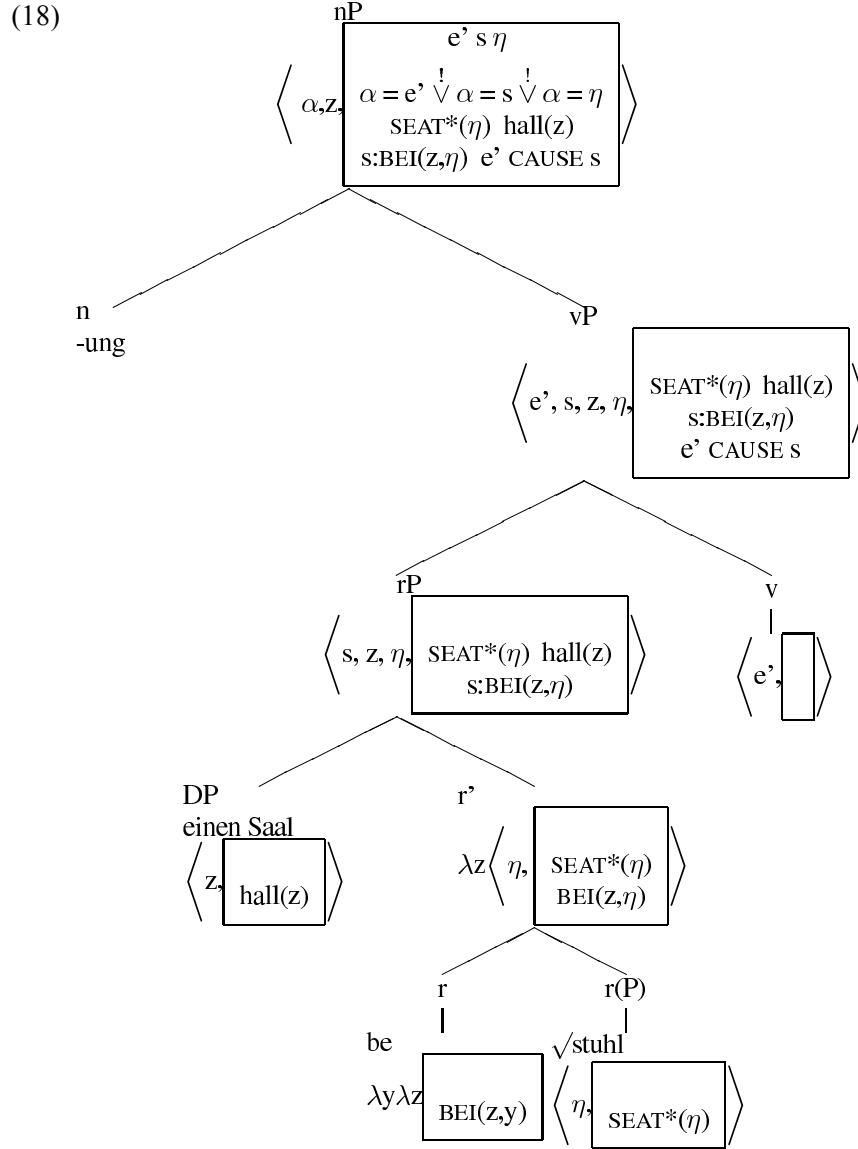 (18)
nP
e’ s η
⟨ α,z, α = e’ ∨! α = s ∨! α = η ⟩
SEAT*(η) hall(z)
s:BEI(z,η) e’ CAUSE s
n
-ung
vP
⟨ e’, s, z, η, SEAT*(η) hall(z) ⟩
s:BEI(z,η)
e’ CAUSE s
rP
⟨ s, z, η, SEAT*(η) hall(z) ⟩
s:BEI(z,η)
v
⟨ e’, ⟩
DP
einen Saal
⟨ z, hall(z) ⟩
r’
λz ⟨ η, SEAT*(η) ⟩
BEI(z,η)
r
be
λyλz BEI(z,y)
r(P)
√stuhl
⟨ η, SEAT*(η) ⟩